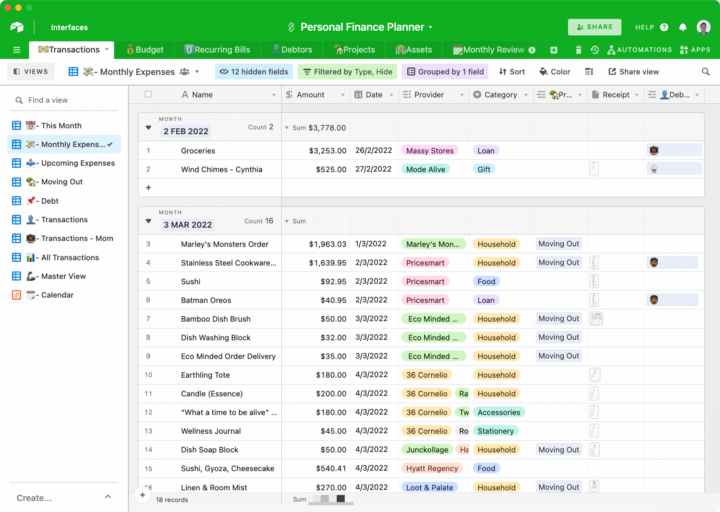 Interfaces
Personal Finance Planner
SHARE
HELP
Transactions
Budget
Recurring Bills
Debtors
Projects
Assets
Monthly Review
AUTOMATIONS
APPS
VIEWS
- Monthly Expenses
12 hidden fields
Filtered by Type, Hide
Grouped by 1 field
Sort
Color
Share view
Find a view
- This Month
- Monthly Expens...
- Upcoming Expenses
- Moving Out
- Debt
- Transactions
- Transactions - Mom
- All Transactions
- Master View
- Calendar
Create...
Name Amount Date Provider Category Pr... Receipt Deb...
MONTH
2 FEB 2022 Count 2 Sum $3,778.00
1 Groceries $3,253.00 26/2/2022 Massy Stores Loan
2 Wind Chimes - Cynthia $525.00 27/2/2022 Mode Alive Gift
MONTH
3 MAR 2022 Count 16 Sum
3 Marley's Monsters Order $1,963.03 1/3/2022 Marley's Mon... Household Moving Out
4 Stainless Steel Cookware... $1,639.95 2/3/2022 Pricesmart Household Moving Out
5 Sushi $92.95 2/3/2022 Pricesmart Food
6 Batman Oreos $40.95 2/3/2022 Pricesmart Loan
7 Bamboo Dish Brush $50.00 3/3/2022 Eco Minded ... Household Moving Out
8 Dish Washing Block $32.00 3/3/2022 Eco Minded ... Household Moving Out
9 Eco Minded Order Delivery $35.00 3/3/2022 Eco Minded ... Household Moving Out
10 Earthling Tote $180.00 4/3/2022 36 Cornelio Household
11 Candle (Essence) $200.00 4/3/2022 36 Cornelio Ra Household
12 "What a time to be alive" ... $180.00 4/3/2022 36 Cornelio Tw Accessories
13 Wellness Journal $45.00 4/3/2022 36 Cornelio Ro Stationery
14 Dish Soap Block $50.00 4/3/2022 Junckollage Ha Household Moving Out
15 Sushi, Gyoza, Cheesecake $540.41 4/3/2022 Hyatt Regency Food
16 Linen & Room Mist $270.00 4/3/2022 Loot & Palate Household Moving Out
18 records Sum